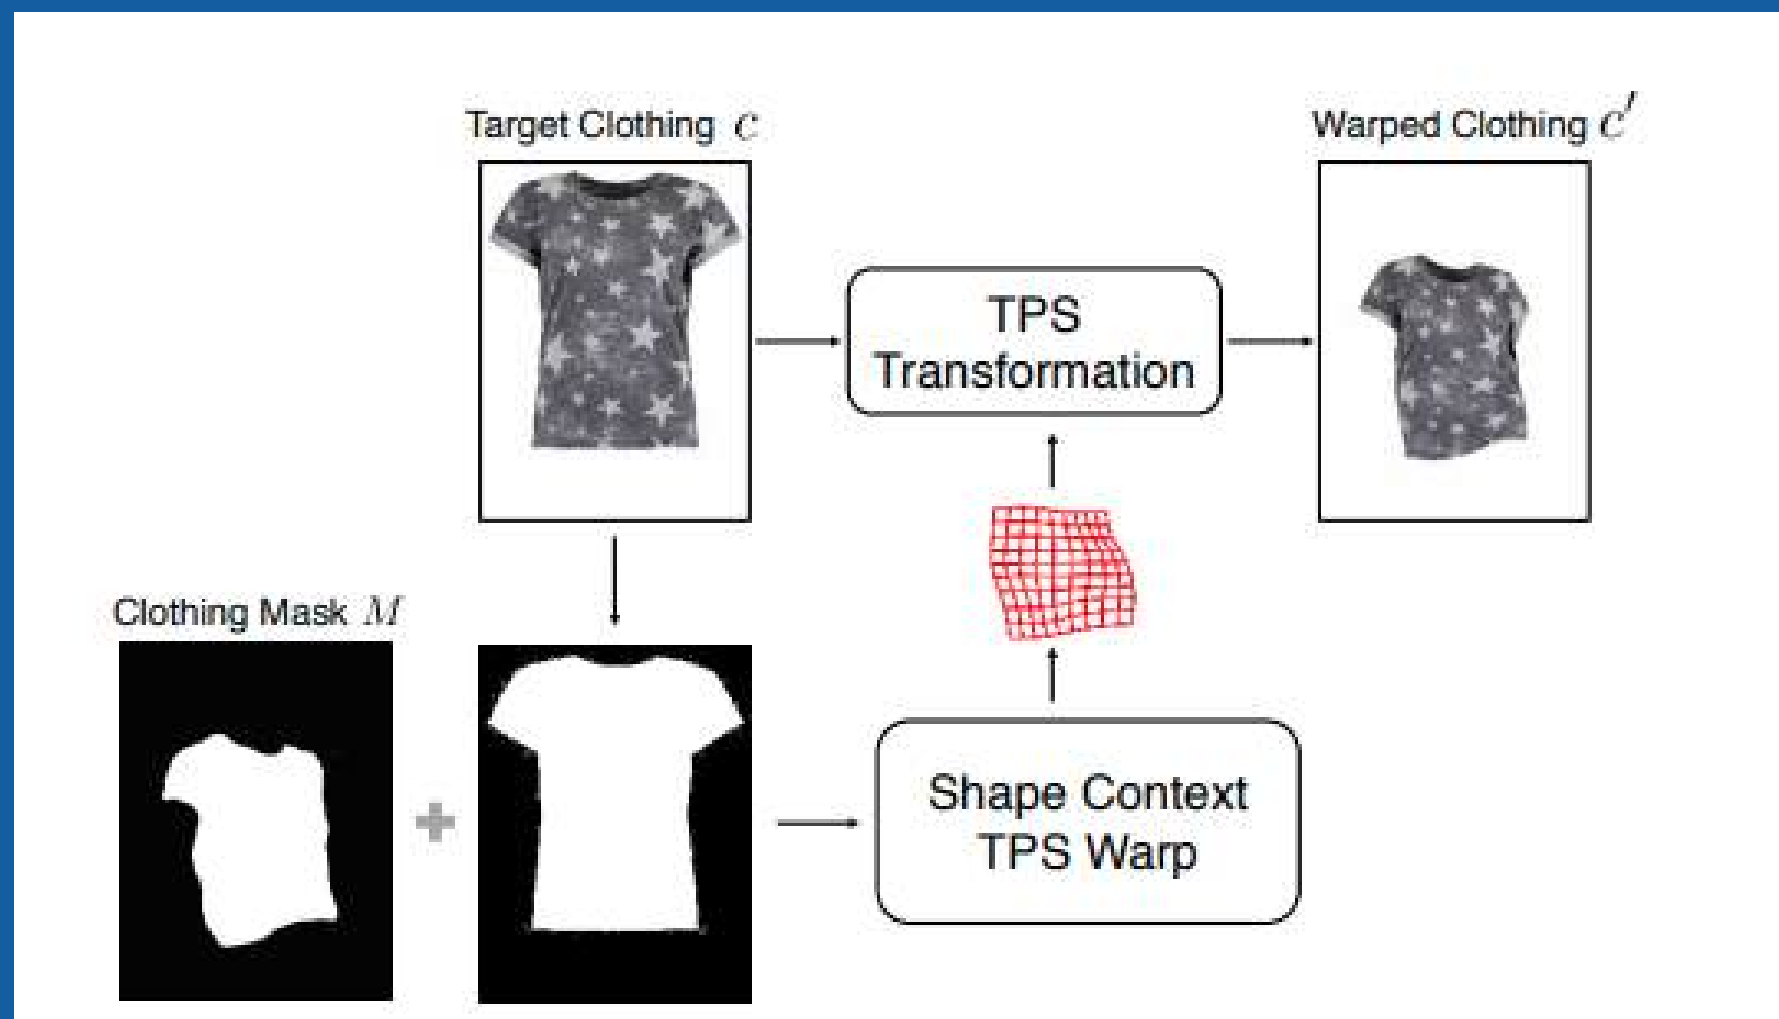 Target Clothing c
Warped Clothing c′
TPS
Transformation
Clothing Mask M
Shape Context
TPS Warp